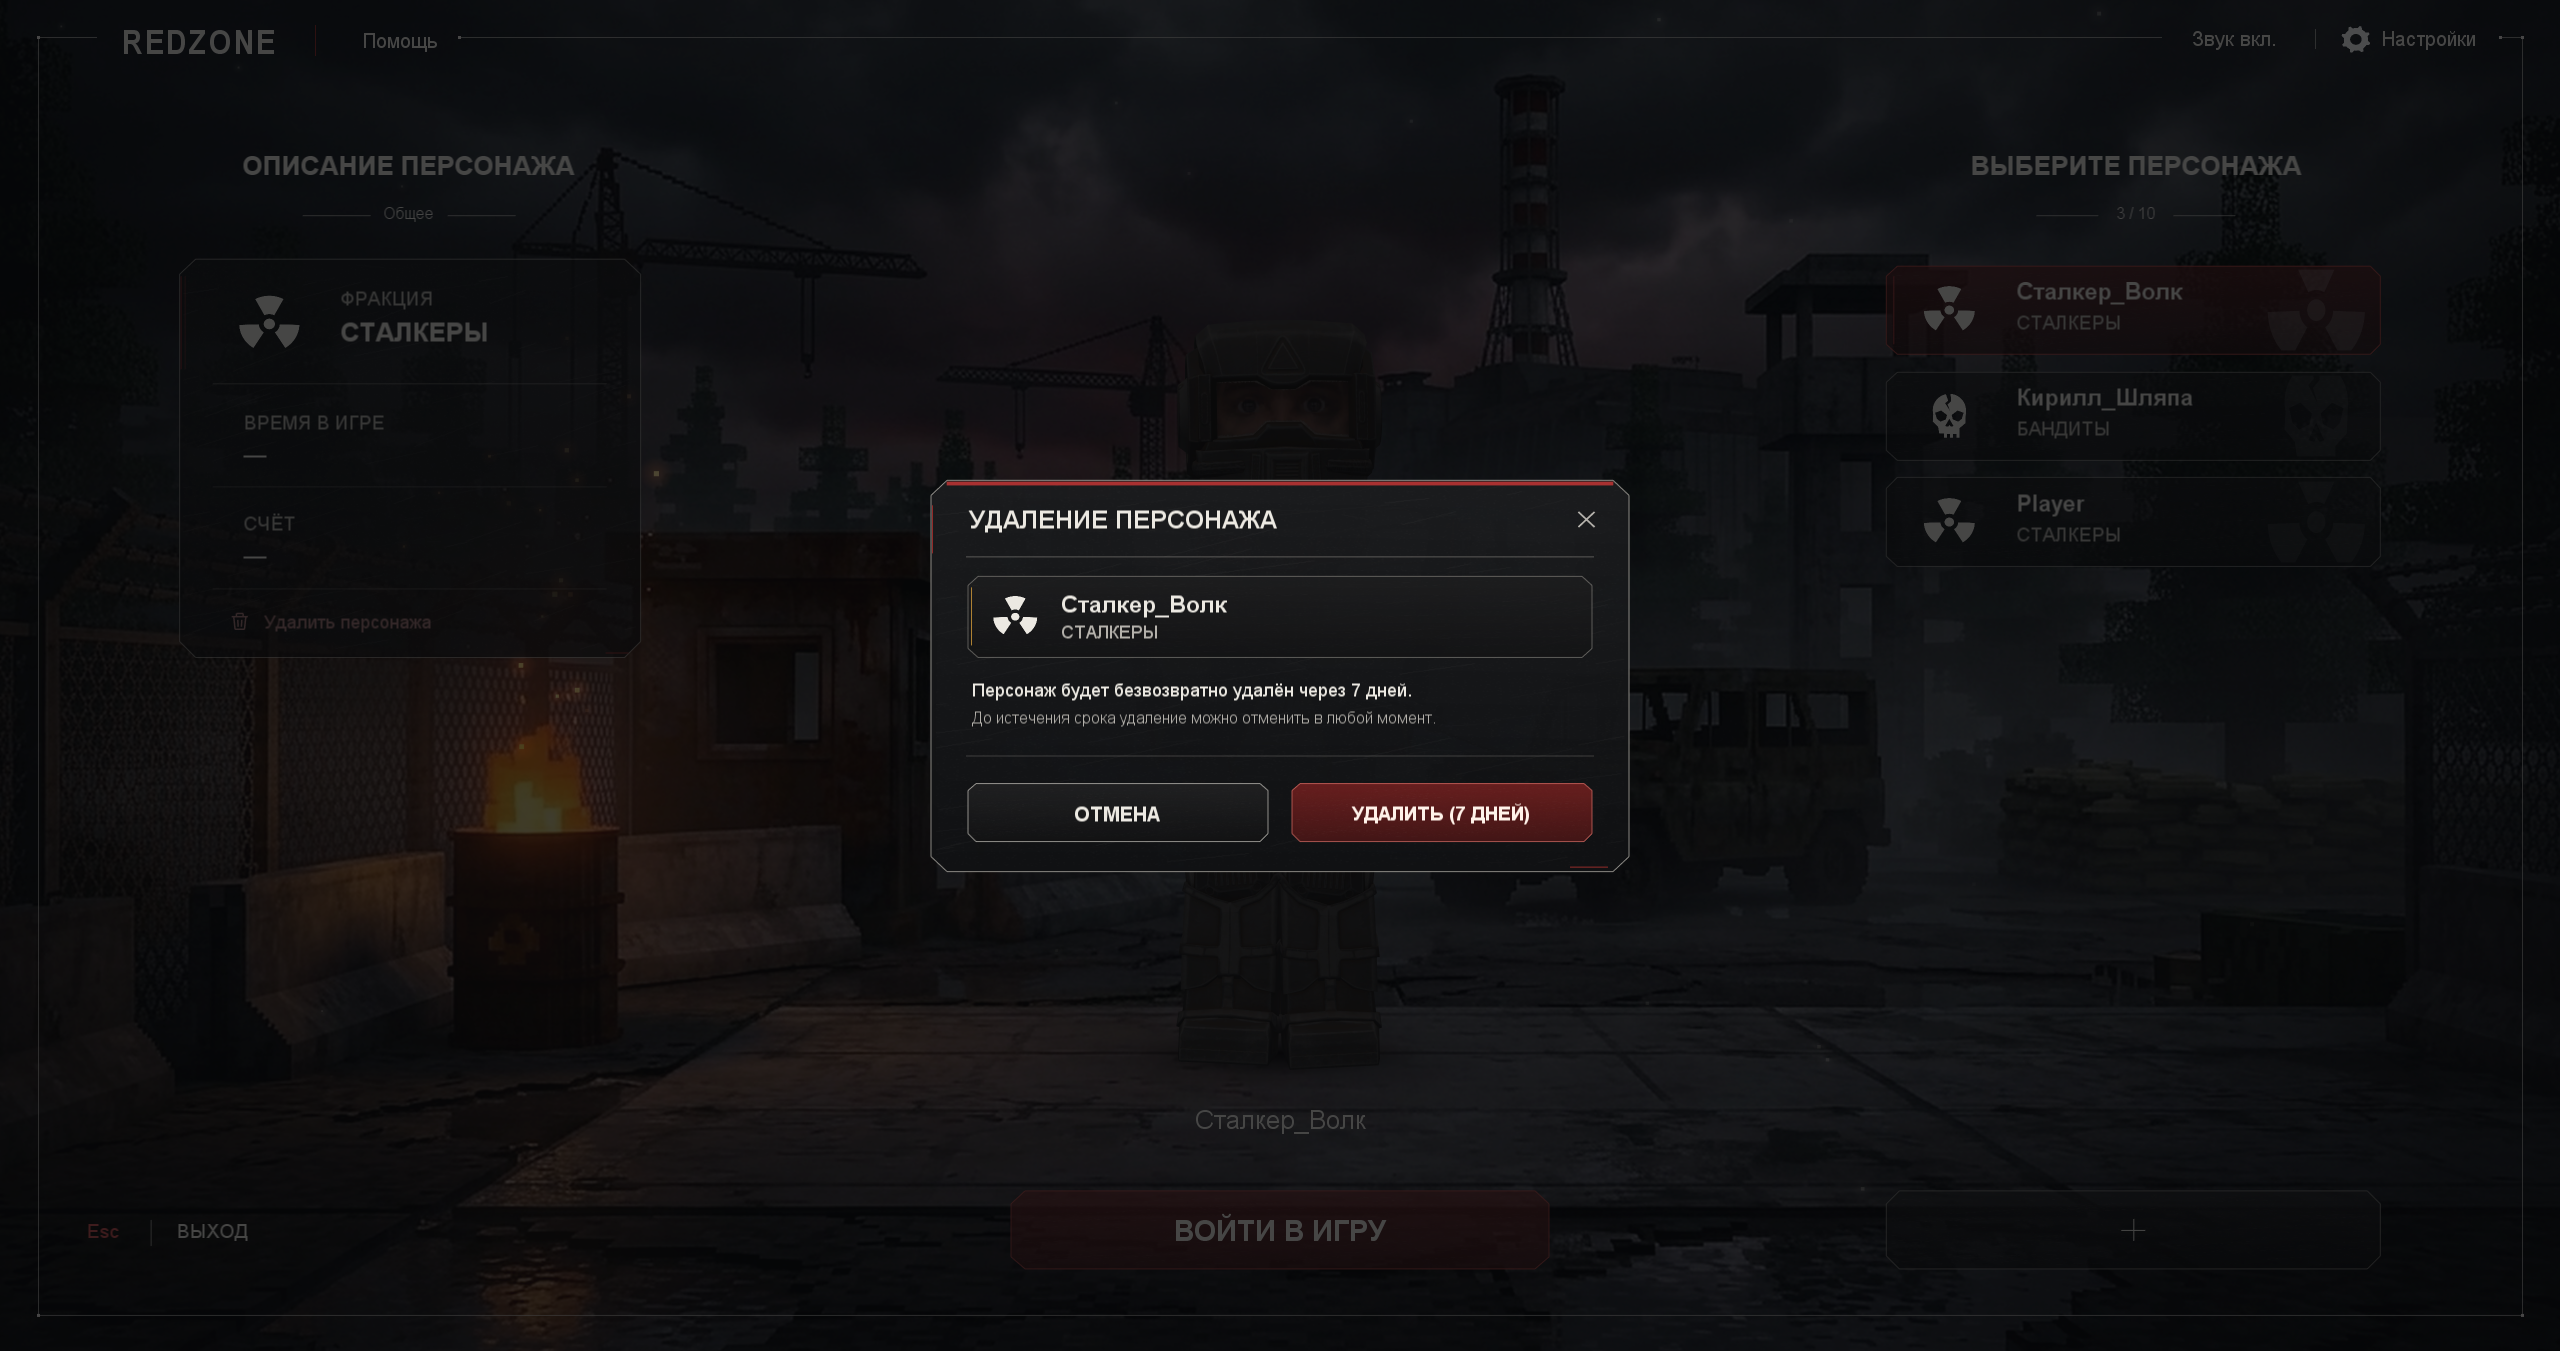 REDZONE
Помощь
Звук вкл.
Настройки
ОПИСАНИЕ ПЕРСОНАЖА
Общее
ФРАКЦИЯ
СТАЛКЕРЫ
ВРЕМЯ В ИГРЕ
—
СЧЁТ
—
Удалить персонажа
ВЫБЕРИТЕ ПЕРСОНАЖА
3 / 10
Сталкер_Волк
СТАЛКЕРЫ
Кирилл_Шляпа
БАНДИТЫ
Player
СТАЛКЕРЫ
УДАЛЕНИЕ ПЕРСОНАЖА
Сталкер_Волк
СТАЛКЕРЫ
Персонаж будет безвозвратно удалён через 7 дней.
До истечения срока удаление можно отменить в любой момент.
ОТМЕНА
УДАЛИТЬ (7 ДНЕЙ)
Сталкер_Волк
Esc
ВЫХОД
ВОЙТИ В ИГРУ
+